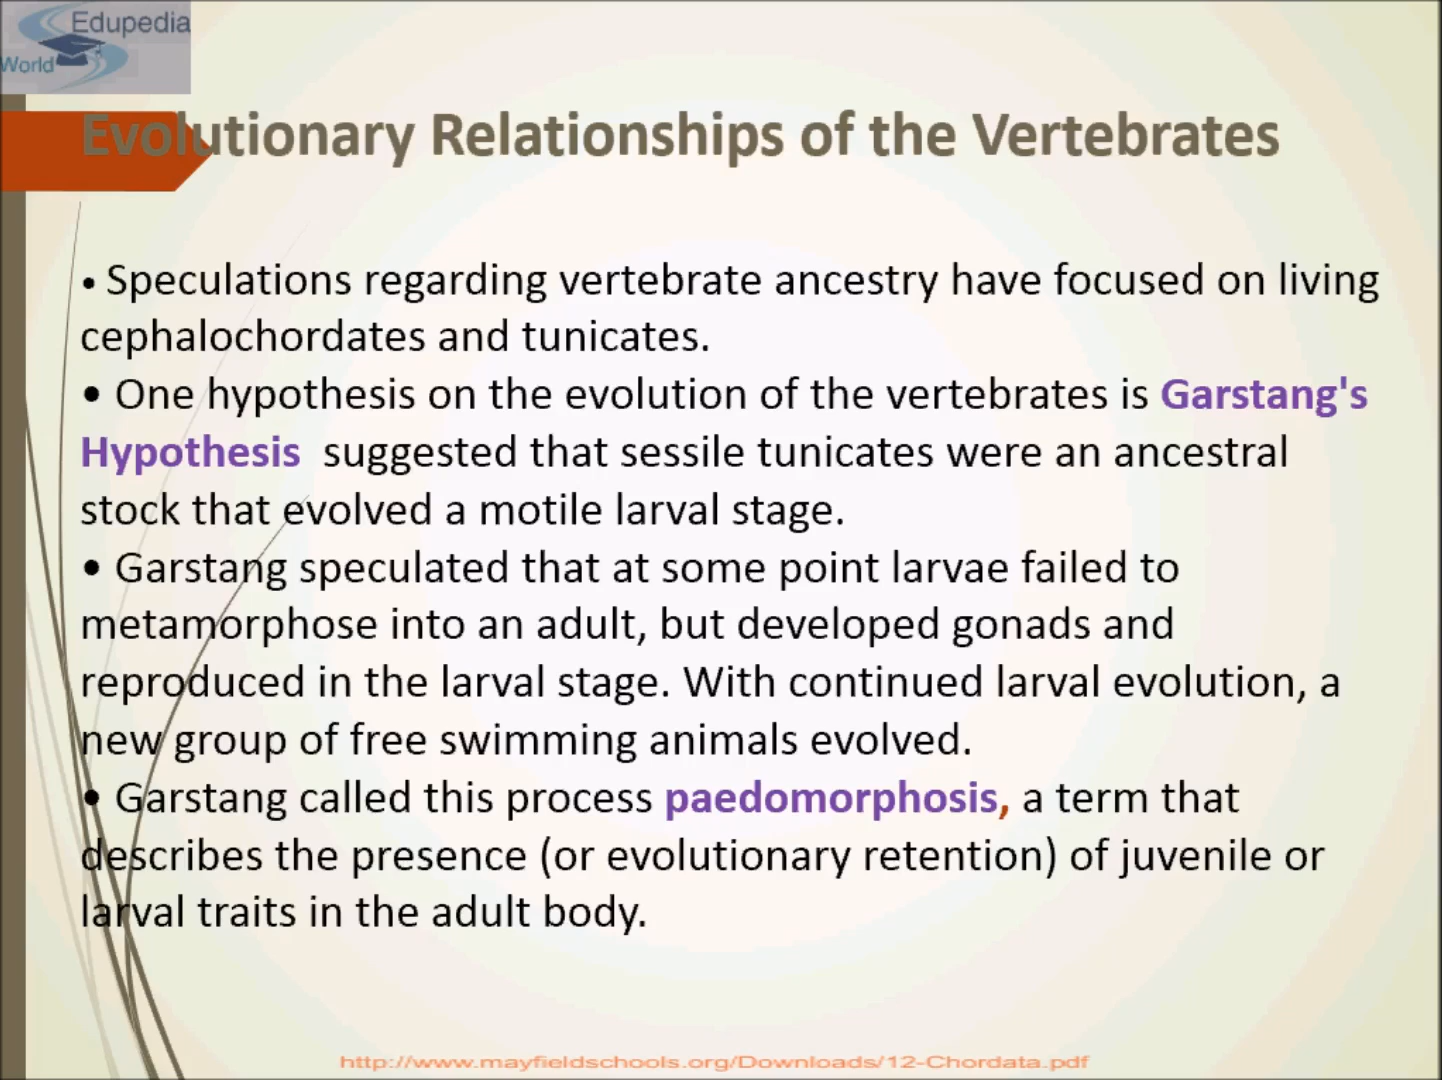 Edupedia
World
Evolutionary Relationships of the Vertebrates
• Speculations regarding vertebrate ancestry have focused on living
cephalochordates and tunicates.
• One hypothesis on the evolution of the vertebrates is Garstang's
Hypothesis suggested that sessile tunicates were an ancestral
stock that evolved a motile larval stage.
• Garstang speculated that at some point larvae failed to
metamorphose into an adult, but developed gonads and
reproduced in the larval stage. With continued larval evolution, a
new group of free swimming animals evolved.
• Garstang called this process paedomorphosis, a term that
describes the presence (or evolutionary retention) of juvenile or
larval traits in the adult body.
http://www.mayfieldschools.org/Downloads/12-Chordata.pdf